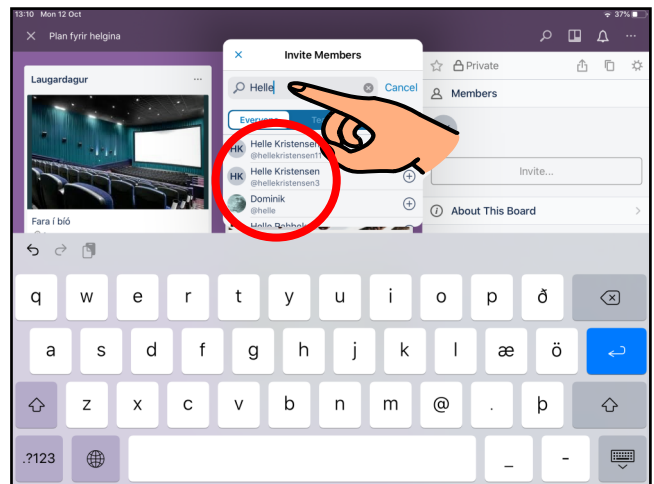 13:10 Mon 12 Oct
37%
Plan fyrir helgina
Laugardagur
Fara í bíó
Invite Members
Helle
Cancel
Everyone
HK
Helle Kristensen
@hellekristensen11
HK
Helle Kristensen
@hellekristensen3
Dominik
@helle
Private
Members
Invite...
About This Board
q w e r t y u i o p ð
a s d f g h j k l æ ö
z x c v b n m @ . þ
.?123 _ -